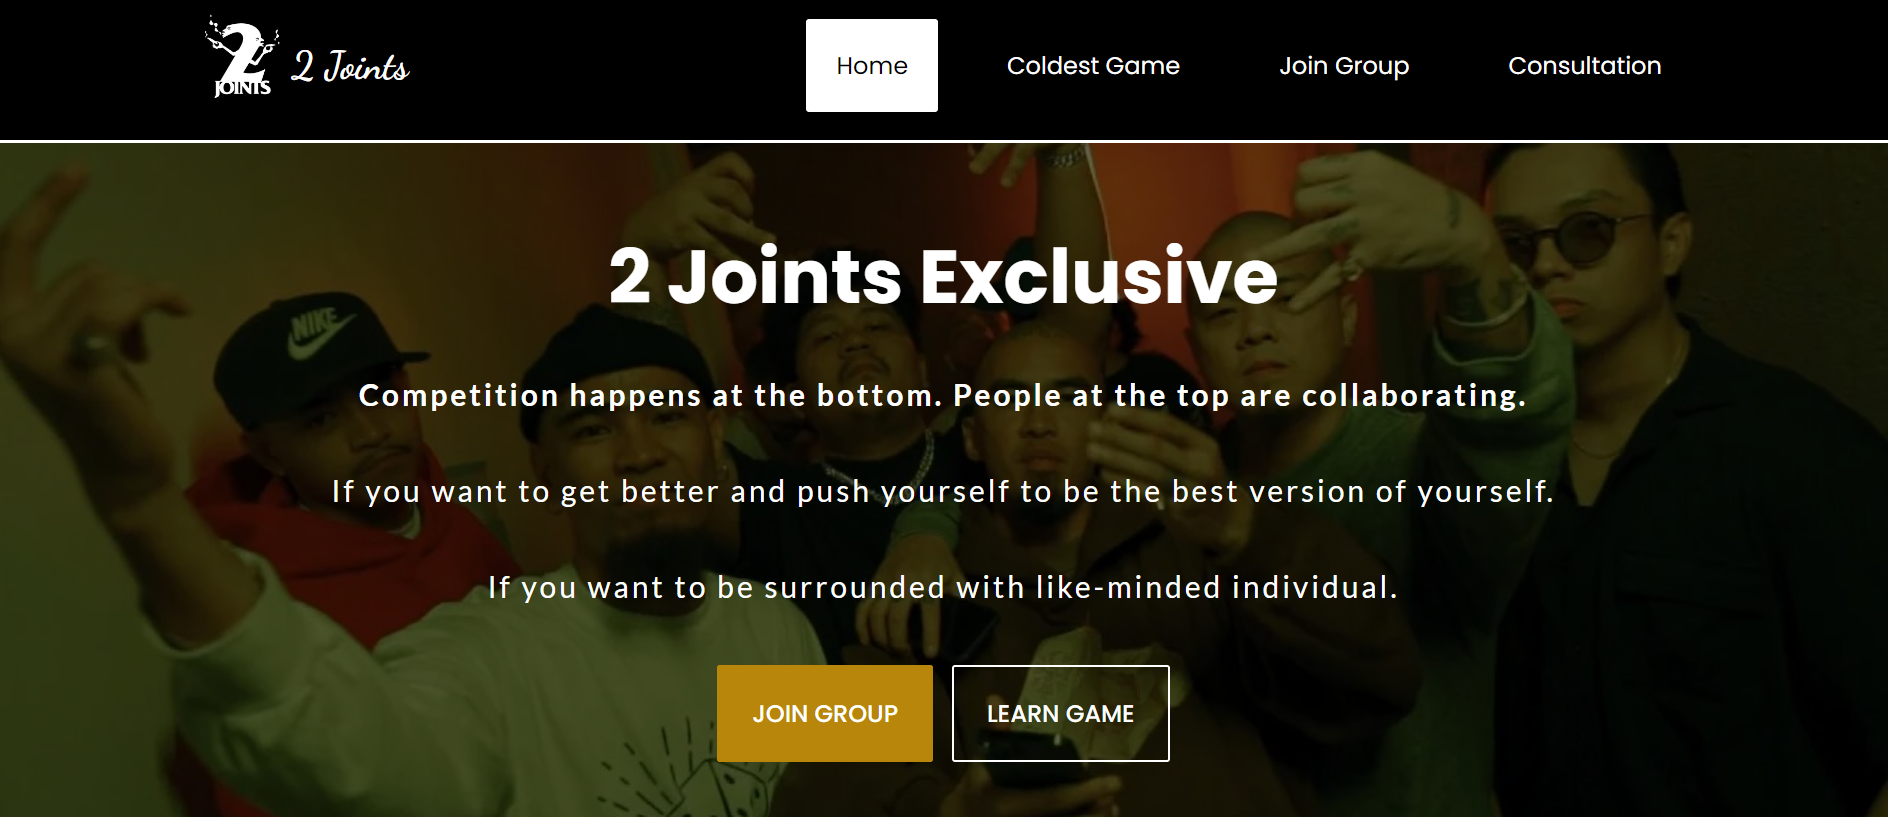 2
JOINTS
2 Joints
Home
Coldest Game
Join Group
Consultation
2 Joints Exclusive
NIKE
Competition happens at the bottom. People at the top are collaborating.
If you want to get better and push yourself to be the best version of yourself.
If you want to be surrounded with like-minded individual.
JOIN GROUP
LEARN GAME